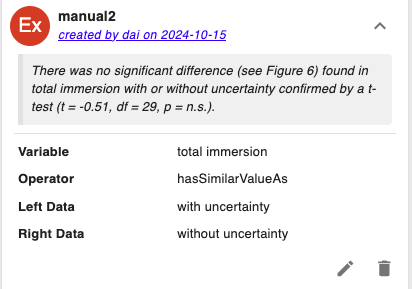 Ex
manual2
created by dai on 2024-10-15
There was no significant difference (see Figure 6) found in
total immersion with or without uncertainty confirmed by a t-
test (t = -0.51, df = 29, p = n.s.).
Variable total immersion
Operator hasSimilarValueAs
Left Data with uncertainty
Right Data without uncertainty